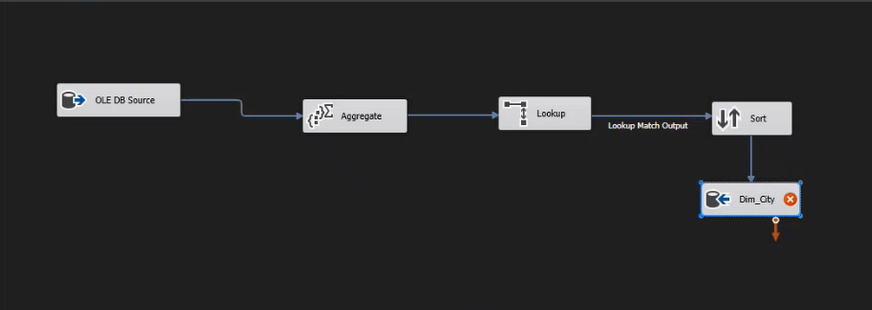 OLE DB Source
Aggregate
Lookup
Lookup Match Output
Sort
Dim_City